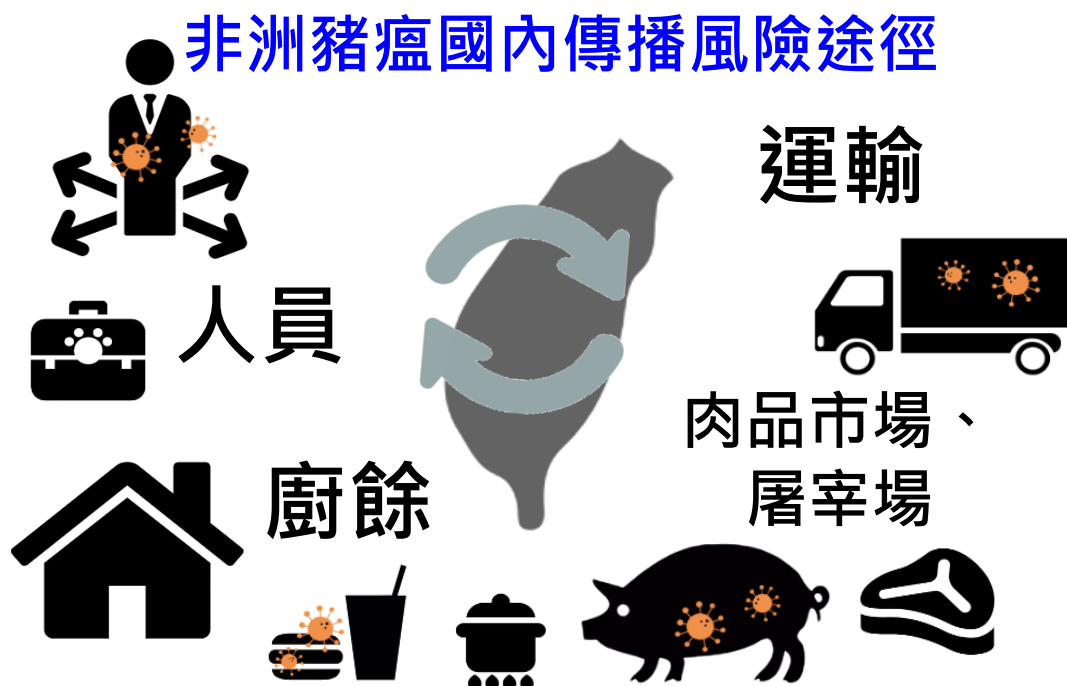 非洲豬瘟國內傳播風險途徑
運輸
人員
肉品市場、
屠宰場
廚餘